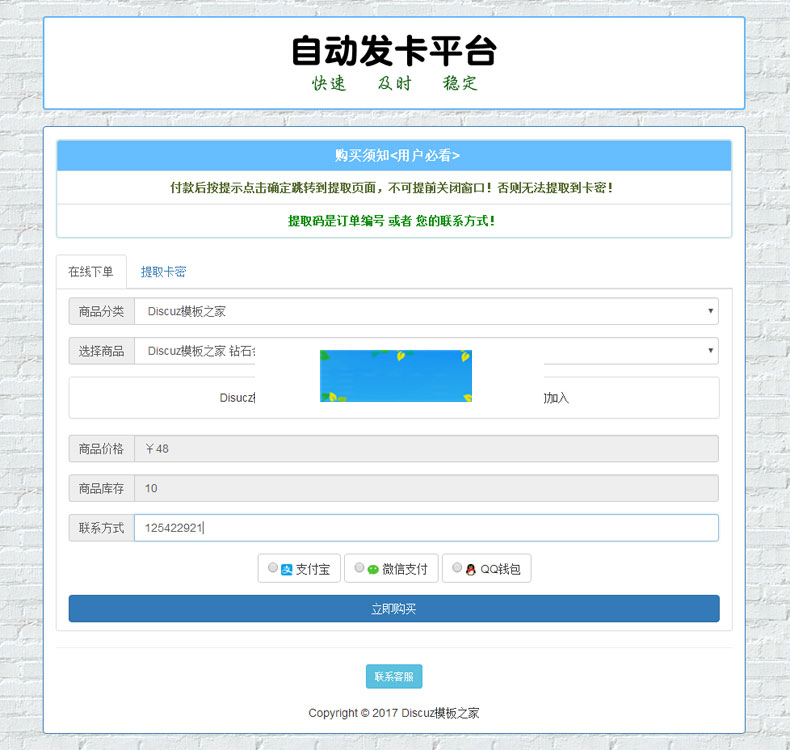 自动发卡平台
快速 及时 稳定
购买须知<用户必看>
付款后按提示点击确定跳转到提取页面，不可提前关闭窗口！否则无法提取到卡密！
提取码是订单编号 或者 您的联系方式！
在线下单 提取卡密
商品分类 Discuz模板之家
选择商品 Discuz模板之家 钻石
Disucz 加入
商品价格 ￥48
商品库存 10
联系方式 125422921
支付宝 微信支付 QQ钱包
立即购买
联系客服
Copyright © 2017 Discuz模板之家